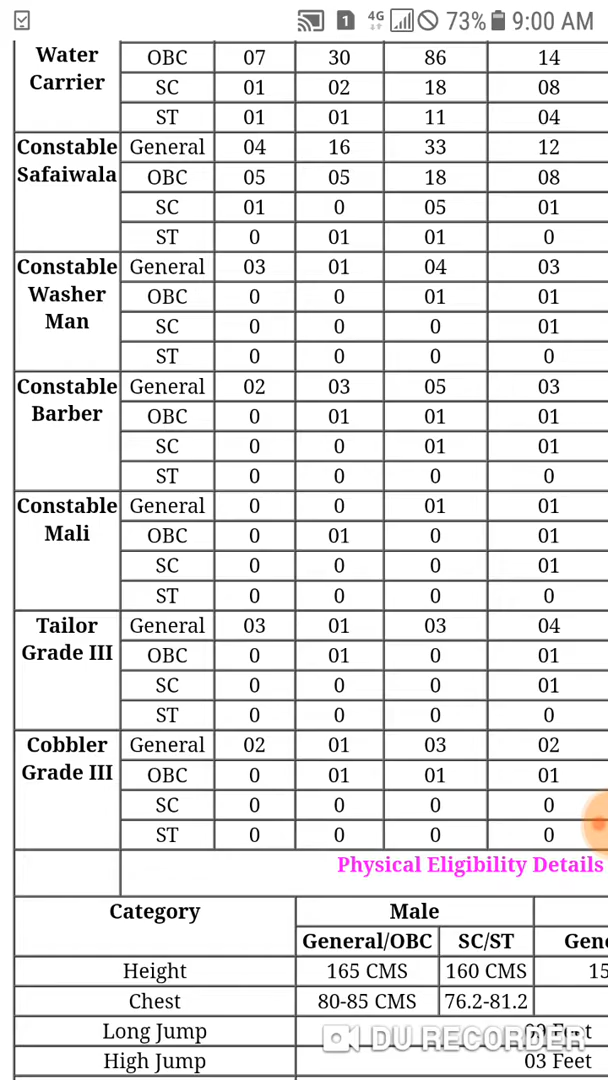 1 4G 73% 9:00 AM
Water Carrier OBC 07 30 86 14
SC 01 02 18 08
ST 01 01 11 04
Constable Safaiwala General 04 16 33 12
OBC 05 05 18 08
SC 01 0 05 01
ST 0 01 01 0
Constable Washer Man General 03 01 04 03
OBC 0 0 01 01
SC 0 0 0 01
ST 0 0 0 0
Constable Barber General 02 03 05 03
OBC 0 01 01 01
SC 0 0 01 01
ST 0 0 0 0
Constable Mali General 0 0 01 01
OBC 0 01 0 01
SC 0 0 0 01
ST 0 0 0 0
Tailor Grade III General 03 01 03 04
OBC 0 01 0 01
SC 0 0 0 01
ST 0 0 0 0
Cobbler Grade III General 02 01 03 02
OBC 0 01 01 01
SC 0 0 0 0
ST 0 0 0 0
Physical Eligibility Details
Category Male
General/OBC SC/ST Gene
Height 165 CMS 160 CMS 15
Chest 80-85 CMS 76.2-81.2
Long Jump Feet
DU RECORDER
High Jump 03 Feet